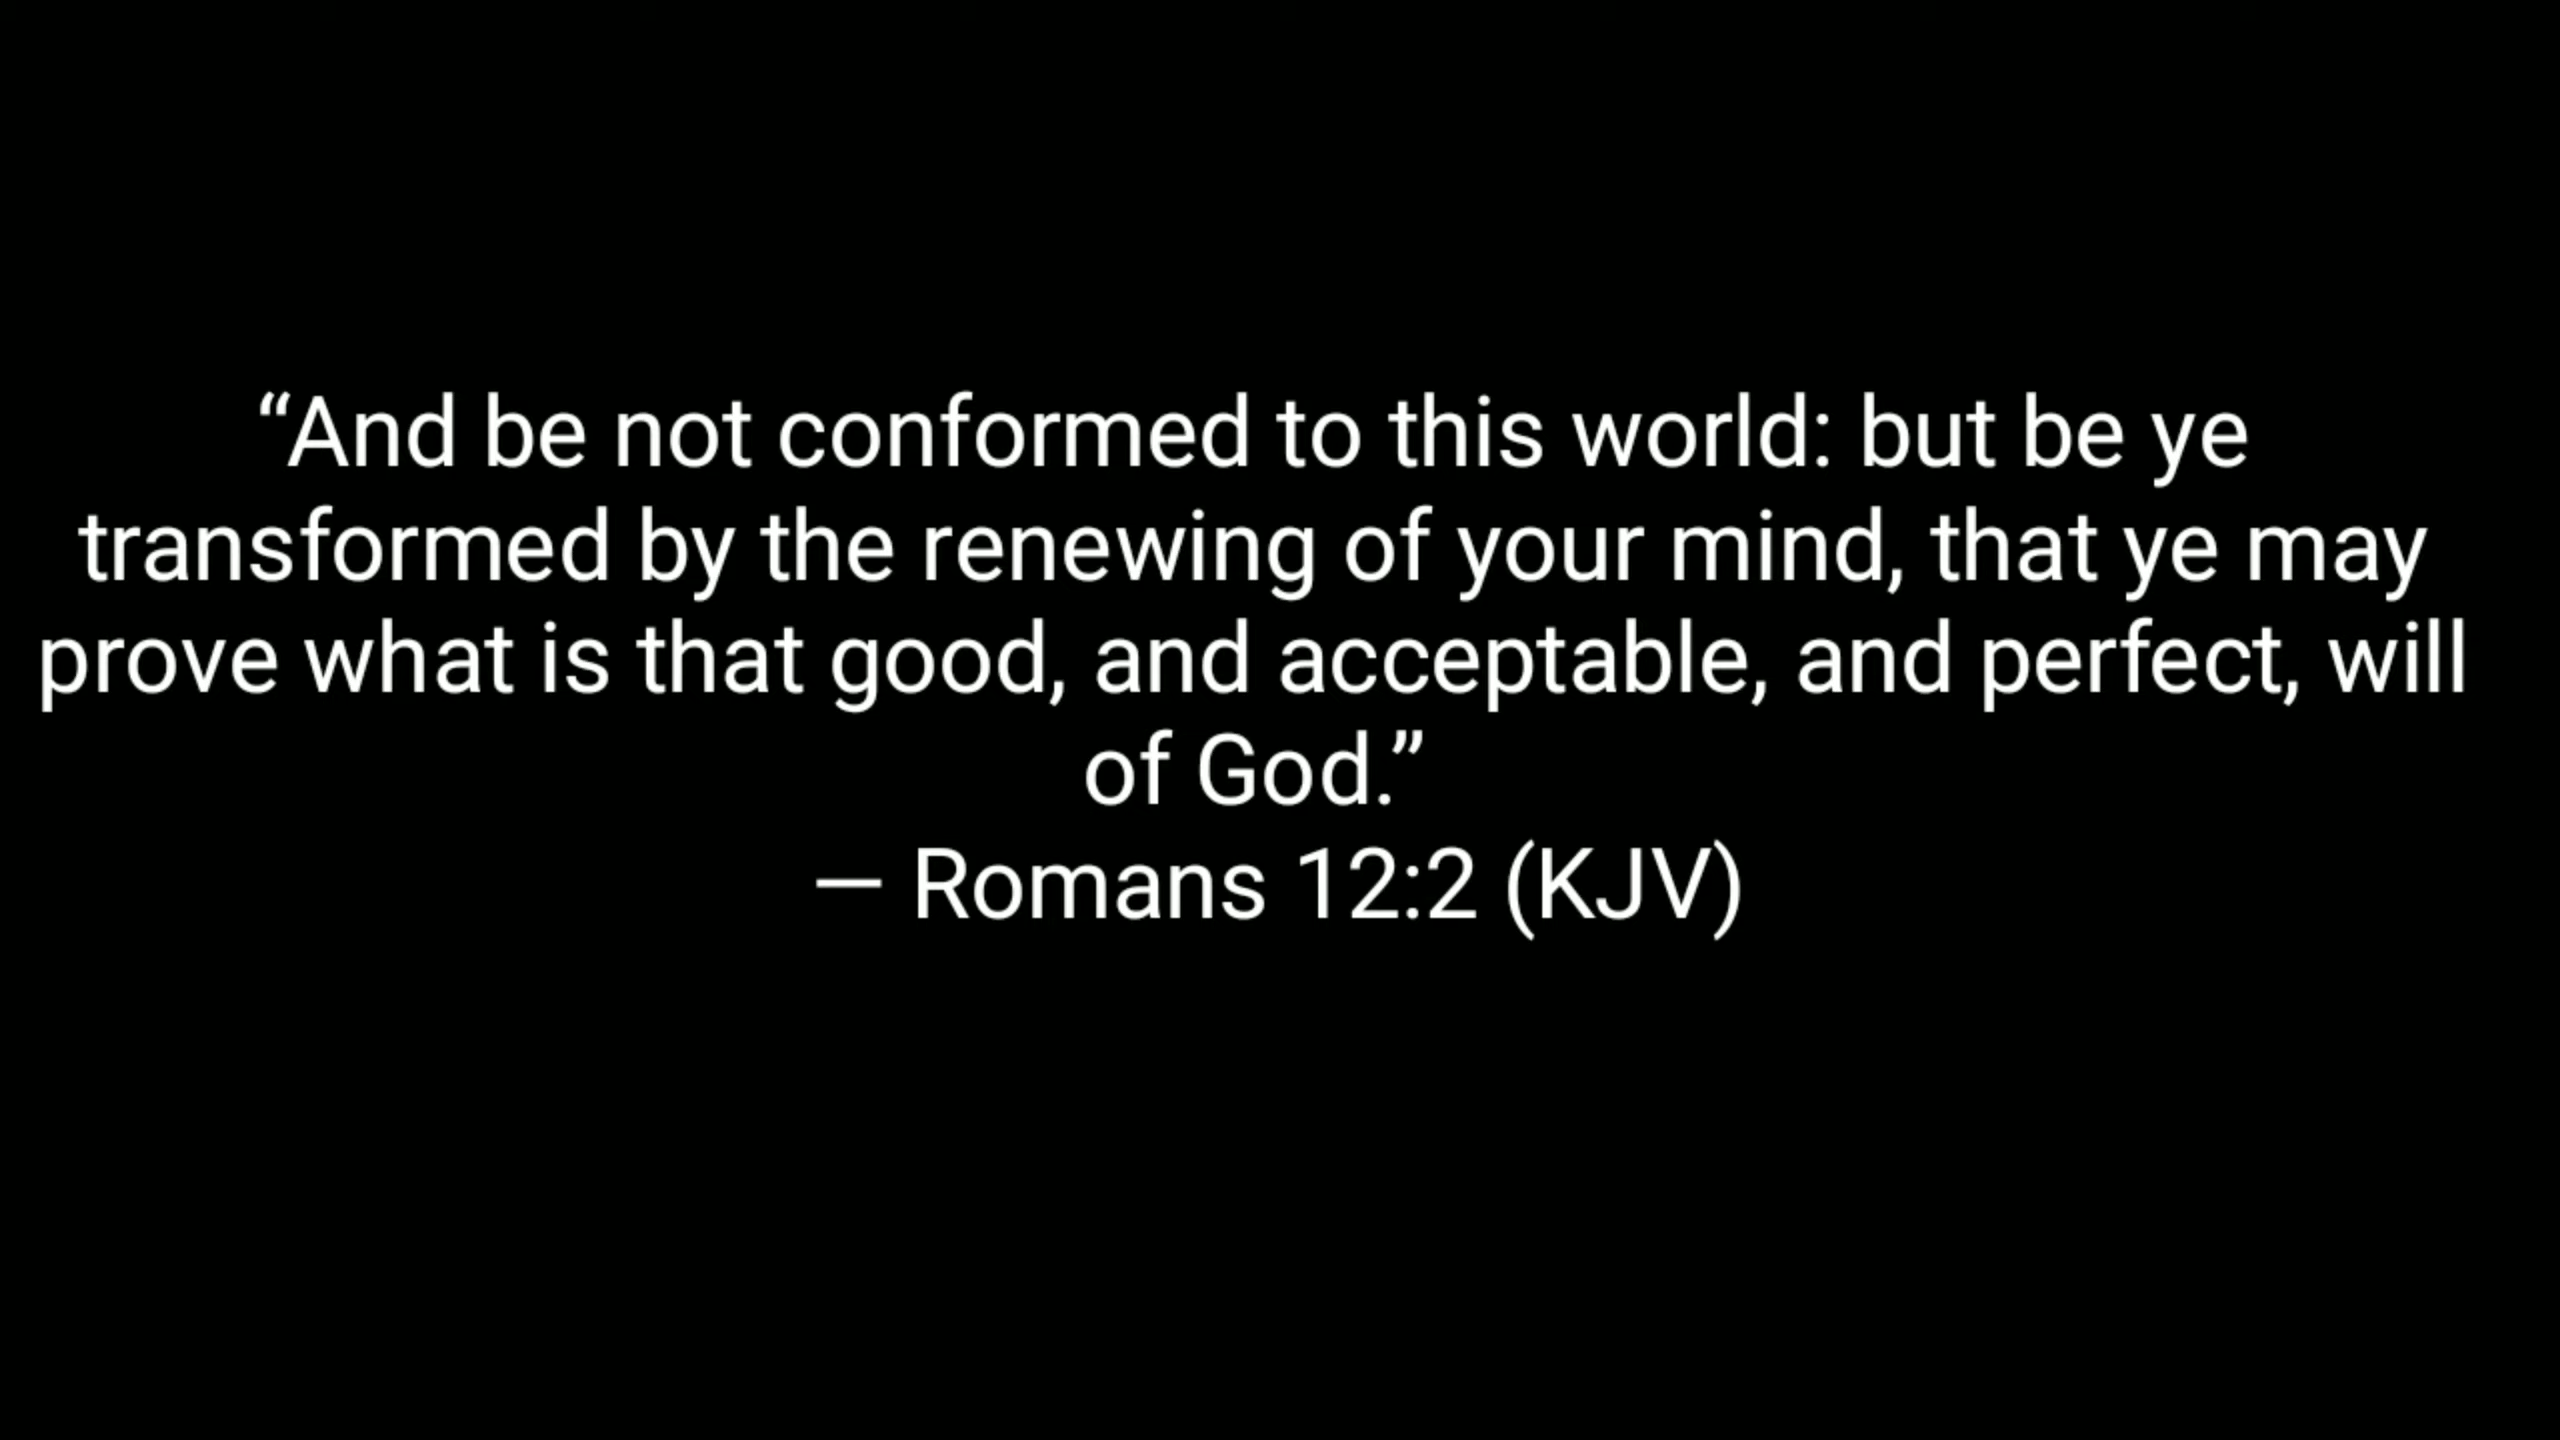 “And be not conformed to this world: but be ye
transformed by the renewing of your mind, that ye may
prove what is that good, and acceptable, and perfect, will
of God.”
— Romans 12:2 (KJV)